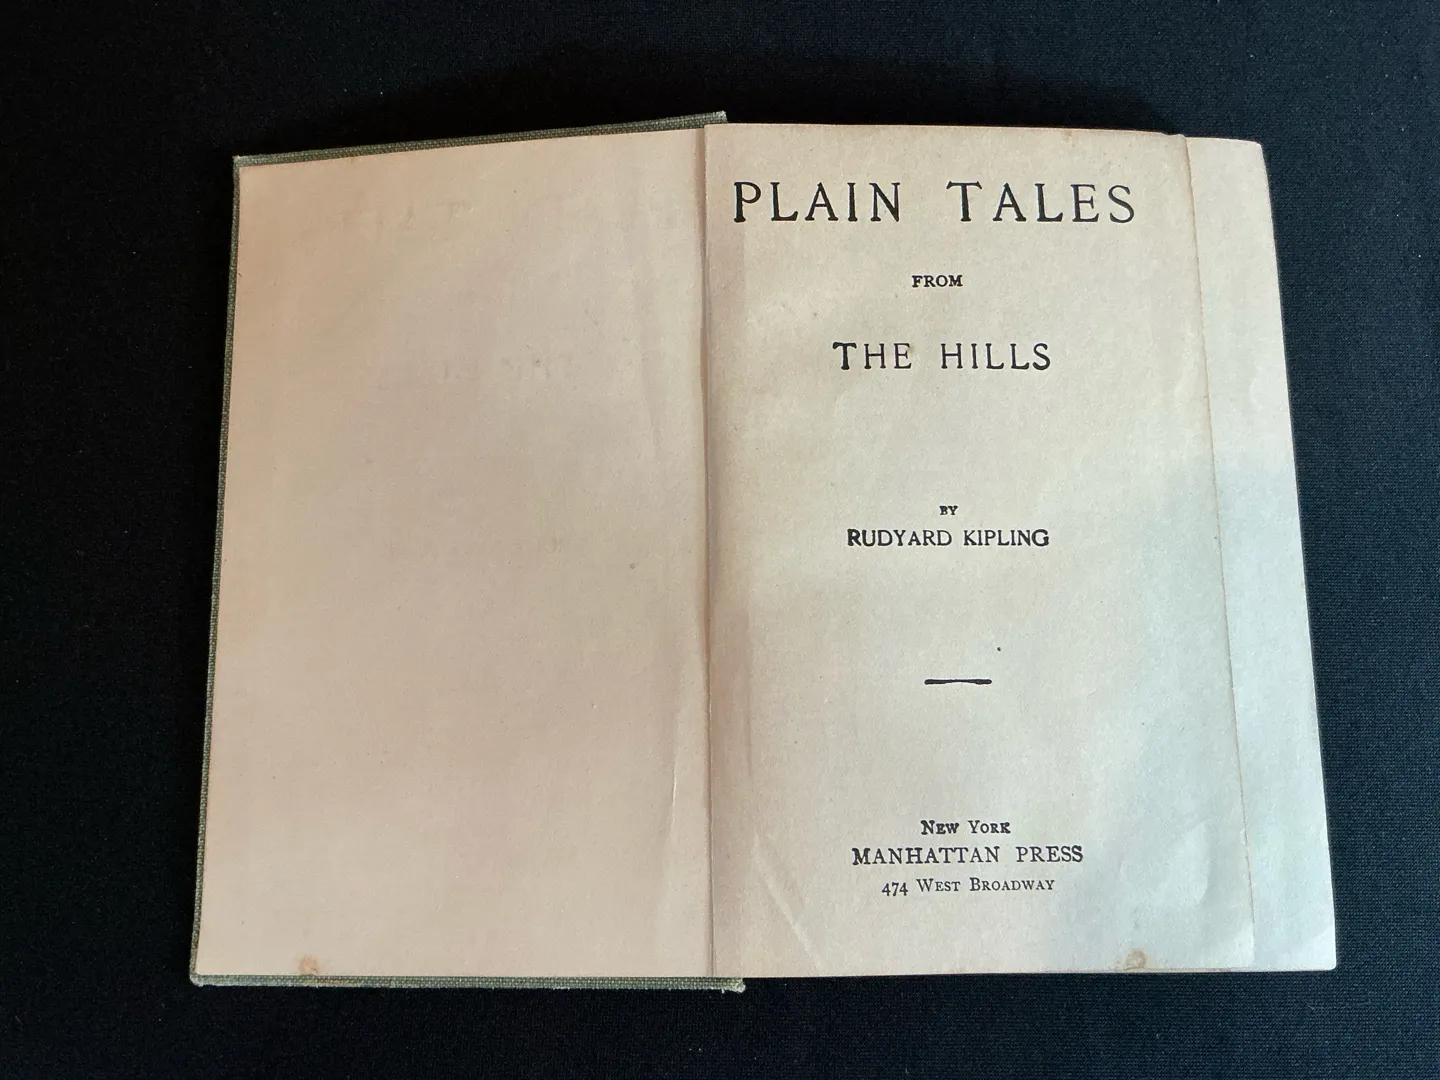 PLAIN TALES
FROM
THE HILLS
BY
RUDYARD KIPLING
NEW YORK
MANHATTAN PRESS
474 WEST BROADWAY